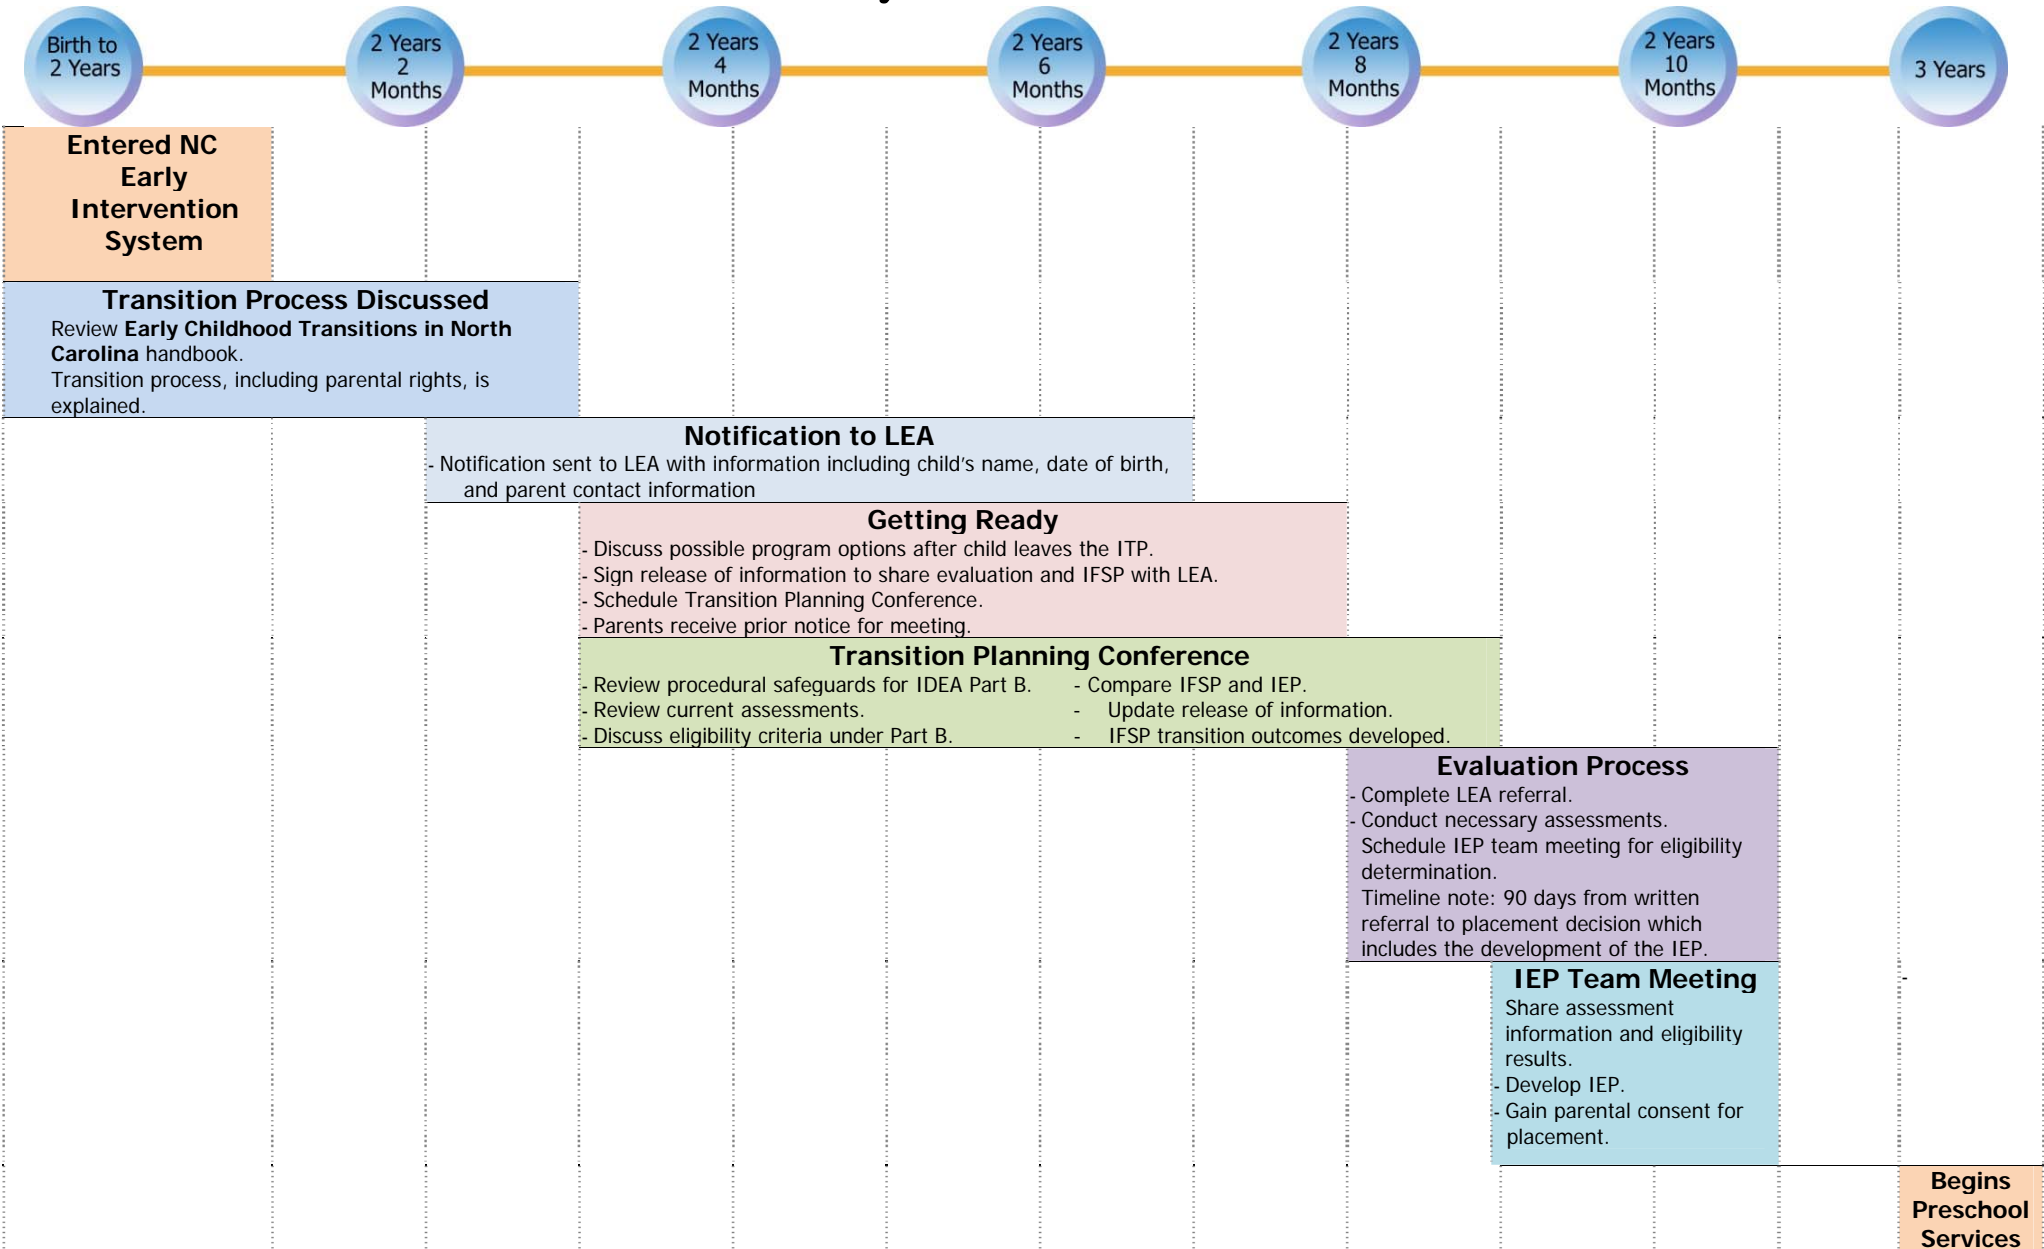 Birth to
2 Years
2 Years
2
Months
2 Years
4
Months
2 Years
6
Months
2 Years
8
Months
2 Years
10
Months
3 Years
Entered NC
Early
Intervention
System
Transition Process Discussed
Review Early Childhood Transitions in North
Carolina handbook.
Transition process, including parental rights, is
explained.
Notification to LEA
- Notification sent to LEA with information including child’s name, date of birth,
and parent contact information
Getting Ready
- Discuss possible program options after child leaves the ITP.
- Sign release of information to share evaluation and IFSP with LEA.
- Schedule Transition Planning Conference.
- Parents receive prior notice for meeting.
Transition Planning Conference
- Review procedural safeguards for IDEA Part B.
- Review current assessments.
- Discuss eligibility criteria under Part B.
- Compare IFSP and IEP.
- Update release of information.
- IFSP transition outcomes developed.
Evaluation Process
- Complete LEA referral.
- Conduct necessary assessments.
Schedule IEP team meeting for eligibility
determination.
Timeline note: 90 days from written
referral to placement decision which
includes the development of the IEP.
IEP Team Meeting
Share assessment
information and eligibility
results.
- Develop IEP.
- Gain parental consent for
placement.
-
Begins
Preschool
Services